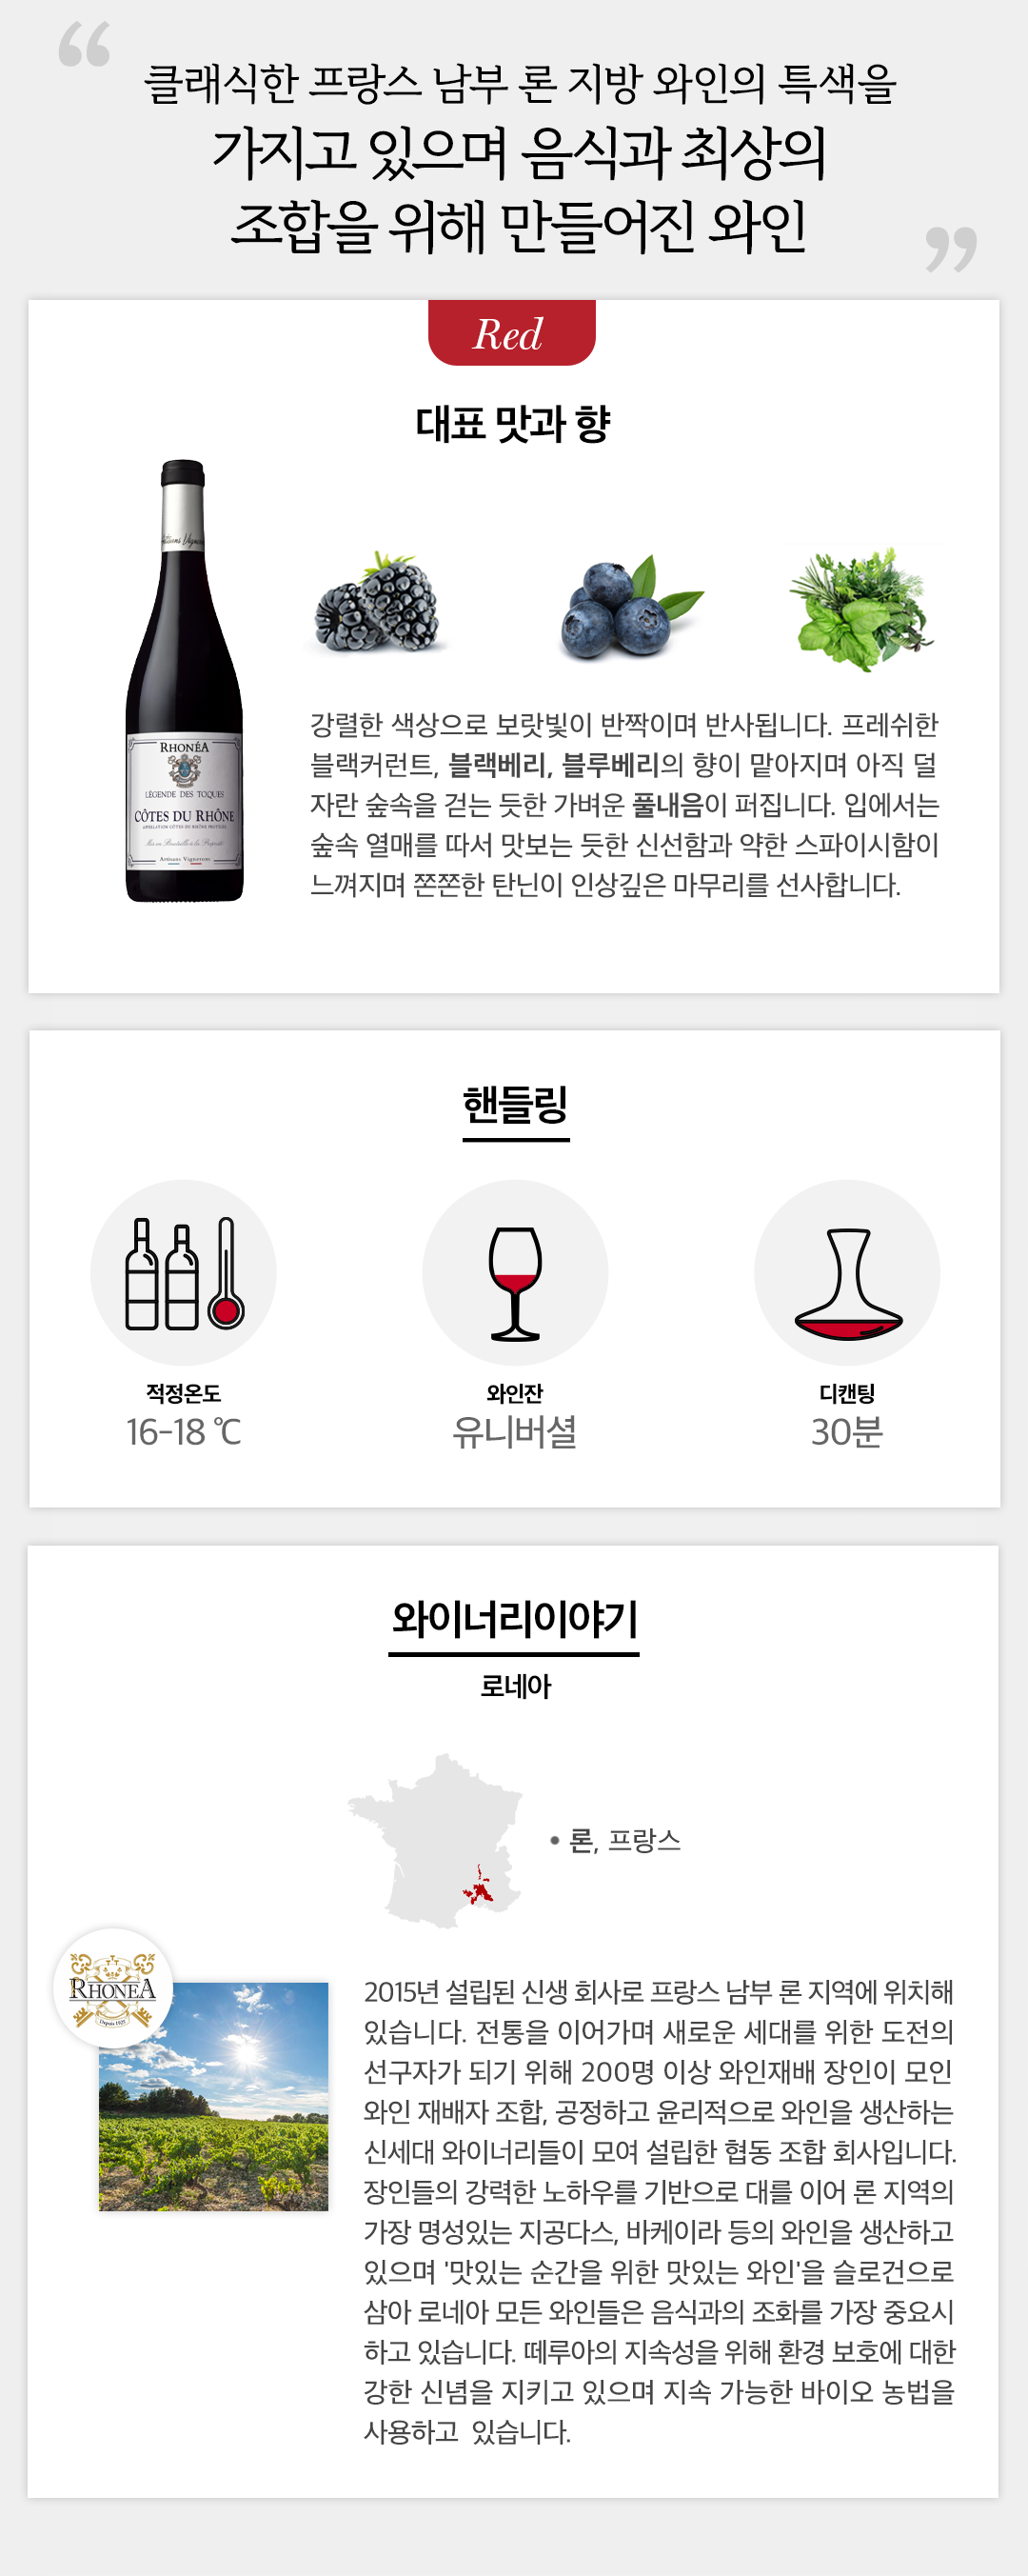 “
클래식한 프랑스 남부 론 지방 와인의 특색을
가지고 있으며 음식과 최상의
조합을 위해 만들어진 와인
”
Red
대표 맛과 향
RHONÉA
LÉGENDE DES TOQUES
CÔTES DU RHÔNE
APPELLATION CÔTES DU RHÔNE PROTÉGÉE
Mis en Bouteille à la Propriété
Artisans Vignerons
강렬한 색상으로 보랏빛이 반짝이며 반사됩니다. 프레쉬한
블랙커런트, 블랙베리, 블루베리의 향이 맡아지며 아직 덜
자란 숲속을 걷는 듯한 가벼운 풀내음이 퍼집니다. 입에서는
숲속 열매를 따서 맛보는 듯한 신선함과 약한 스파이시함이
느껴지며 쫀쫀한 탄닌이 인상깊은 마무리를 선사합니다.
핸들링
적정온도
16-18 ℃
와인잔
유니버셜
디캔팅
30분
와이너리이야기
로네아
• 론, 프랑스
RHONEA
Depuis
2015년 설립된 신생 회사로 프랑스 남부 론 지역에 위치해
있습니다. 전통을 이어가며 새로운 세대를 위한 도전의
선구자가 되기 위해 200명 이상 와인재배 장인이 모인
와인 재배자 조합, 공정하고 윤리적으로 와인을 생산하는
신세대 와이너리들이 모여 설립한 협동 조합 회사입니다.
장인들의 강력한 노하우를 기반으로 대를 이어 론 지역의
가장 명성있는 지공다스, 바케이라 등의 와인을 생산하고
있으며 '맛있는 순간을 위한 맛있는 와인'을 슬로건으로
삼아 로네아 모든 와인들은 음식과의 조화를 가장 중요시
하고 있습니다. 떼루아의 지속성을 위해 환경 보호에 대한
강한 신념을 지키고 있으며 지속 가능한 바이오 농법을
사용하고 있습니다.